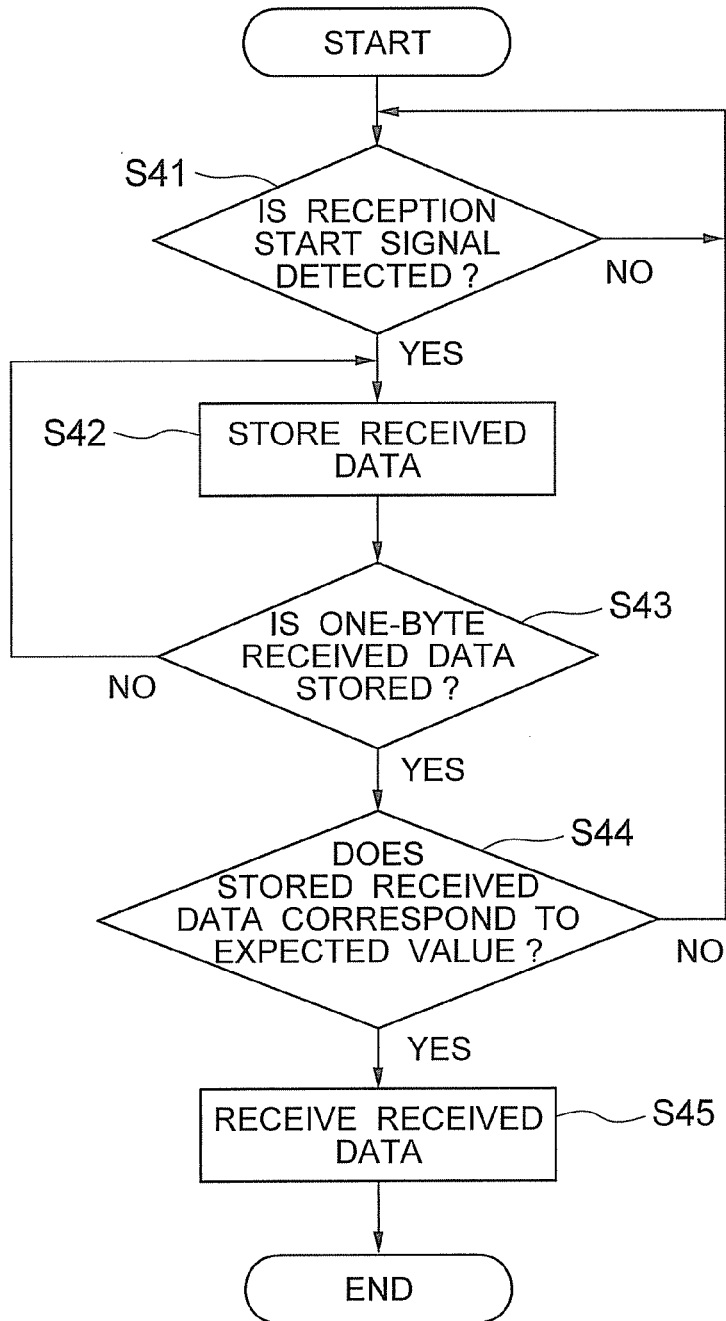 START
S41
IS RECEPTION
START SIGNAL
DETECTED ?
NO
YES
S42
STORE RECEIVED
DATA
S43
IS ONE-BYTE
RECEIVED DATA
STORED ?
NO
YES
S44
DOES
STORED RECEIVED
DATA CORRESPOND TO
EXPECTED VALUE ?
NO
YES
S45
RECEIVE RECEIVED
DATA
END